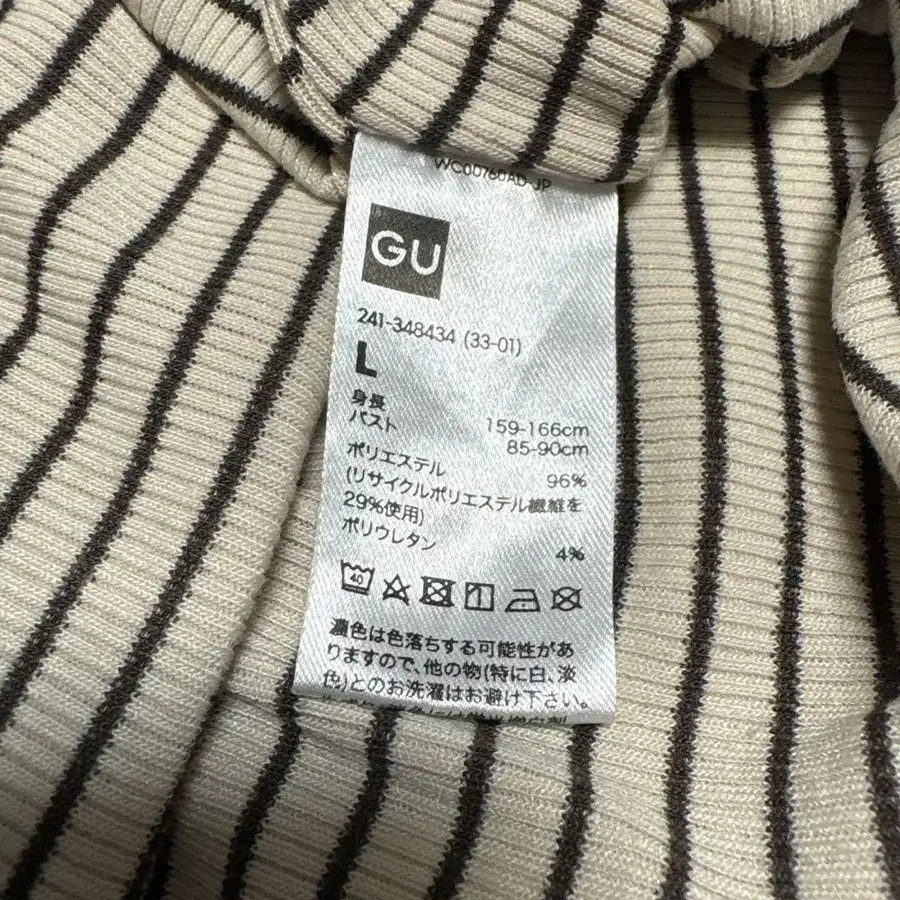 WC00760AD-JP
GU
241-348434 (33-01)
L
身長 159-166cm
バスト 85-90cm
ポリエステル 96%
(リサイクルポリエステル繊維を
29%使用)
ポリウレタン 4%
40
濃色は色落ちする可能性があ
りますので、他の物(特に白、淡
色)とのお洗濯はお避け下さい。